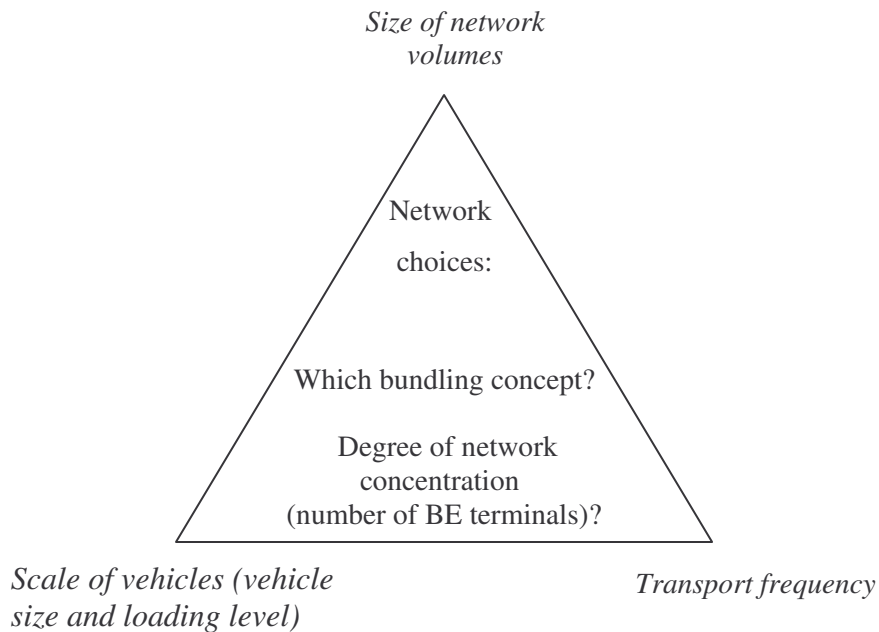 Size of network
volumes
Network
choices:
Which bundling concept?
Degree of network
concentration
(number of BE terminals)?
Scale of vehicles (vehicle
size and loading level)
Transport frequency